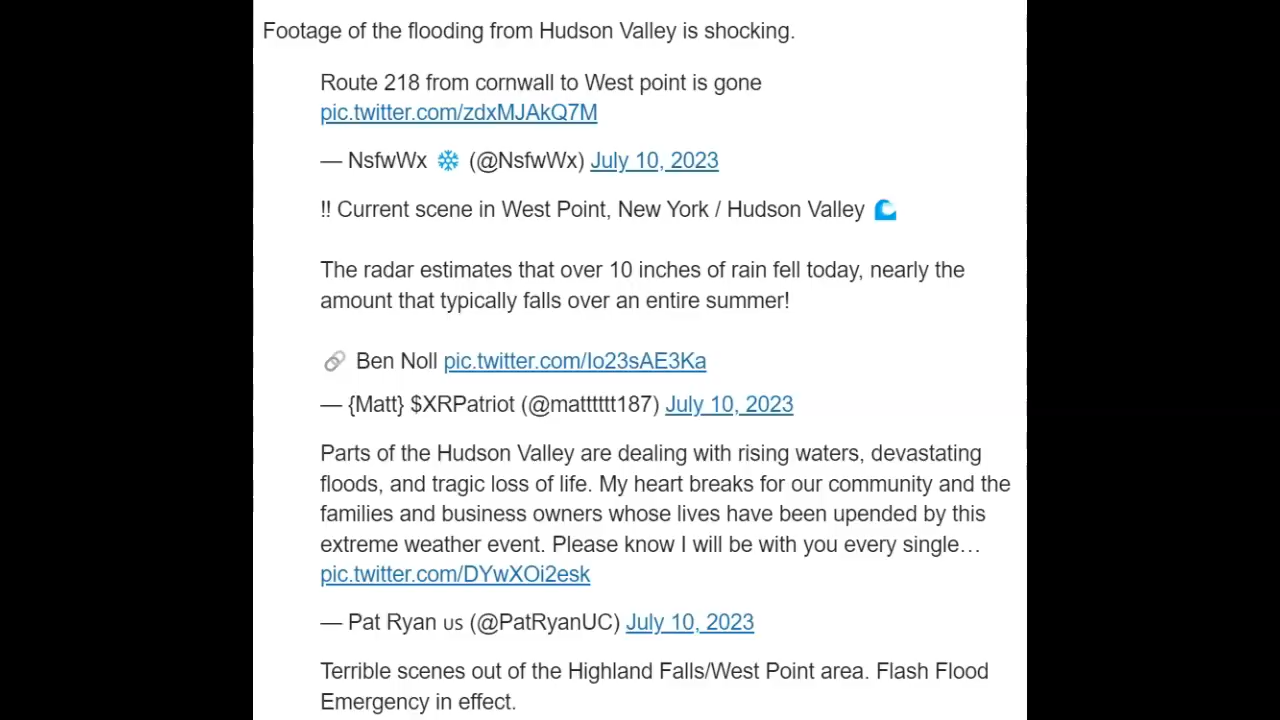 Footage of the flooding from Hudson Valley is shocking.
Route 218 from cornwall to West point is gone
pic.twitter.com/zdxMJAkQ7M
— NsfwWx ❄ (@NsfwWx) July 10, 2023
‼ Current scene in West Point, New York / Hudson Valley 🌊
The radar estimates that over 10 inches of rain fell today, nearly the
amount that typically falls over an entire summer!
🔗 Ben Noll pic.twitter.com/Io23sAE3Ka
— {Matt} $XRPatriot (@matttttt187) July 10, 2023
Parts of the Hudson Valley are dealing with rising waters, devastating
floods, and tragic loss of life. My heart breaks for our community and the
families and business owners whose lives have been upended by this
extreme weather event. Please know I will be with you every single…
pic.twitter.com/DYwXOi2esk
— Pat Ryan us (@PatRyanUC) July 10, 2023
Terrible scenes out of the Highland Falls/West Point area. Flash Flood
Emergency in effect.